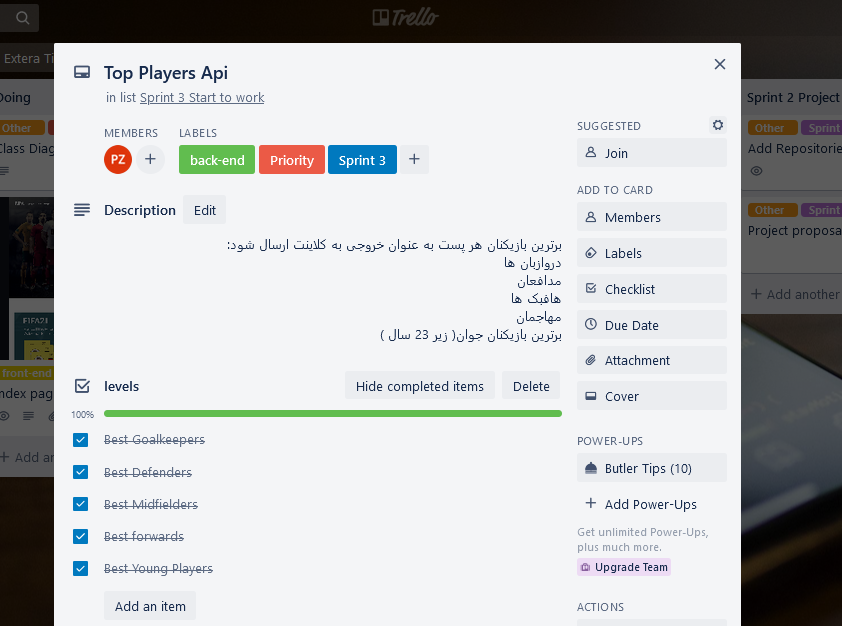 Trello
Extera Ti
Doing
Other
Class Diag
FIFA21
front-end
ndex pag
+ Add an
Top Players Api
in list Sprint 3 Start to work
MEMBERS
LABELS
PZ
+
back-end
Priority
Sprint 3
+
Description
Edit
برترین بازیکنان هر پست به عنوان خروجی به کلاینت ارسال شود:
دروازبان ها
مدافعان
هافبک ها
مهاجمان
برترین بازیکنان جوان( زیر 23 سال )
levels
Hide completed items
Delete
100%
Best Goalkeepers
Best Defenders
Best Midfielders
Best forwards
Best Young Players
Add an item
SUGGESTED
Join
ADD TO CARD
Members
Labels
Checklist
Due Date
Attachment
Cover
POWER-UPS
Butler Tips (10)
+ Add Power-Ups
Get unlimited Power-Ups,
plus much more.
Upgrade Team
ACTIONS
Sprint 2 Project
Other
Sprint
Add Repositorie
Other
Sprint
Project proposa
+ Add another